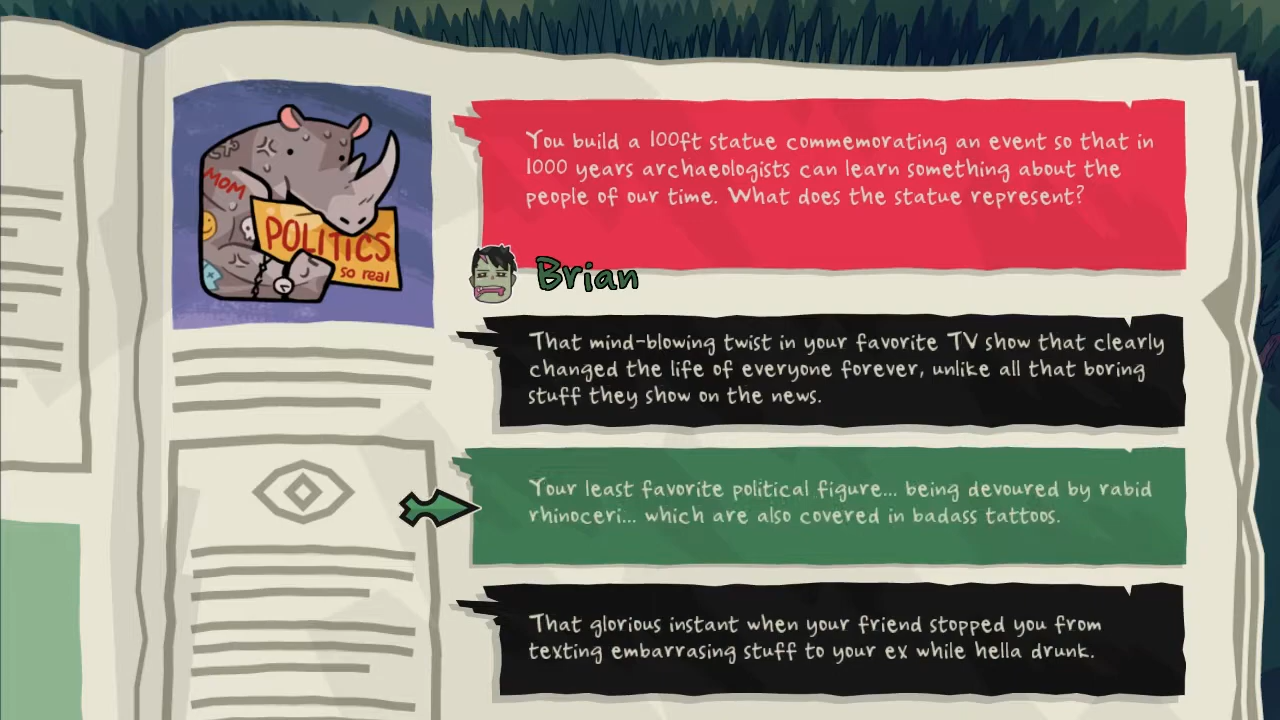 MOM
POLITICS
so real
You build a 100ft statue commemorating an event so that in
1000 years archaeologists can learn something about the
people of our time. What does the statue represent?
Brian
That mind-blowing twist in your favorite TV show that clearly
changed the life of everyone forever, unlike all that boring
stuff they show on the news.
Your least favorite political figure... being devoured by rabid
rhinoceri... which are also covered in badass tattoos.
That glorious instant when your friend stopped you from
texting embarrasing stuff to your ex while hella drunk.